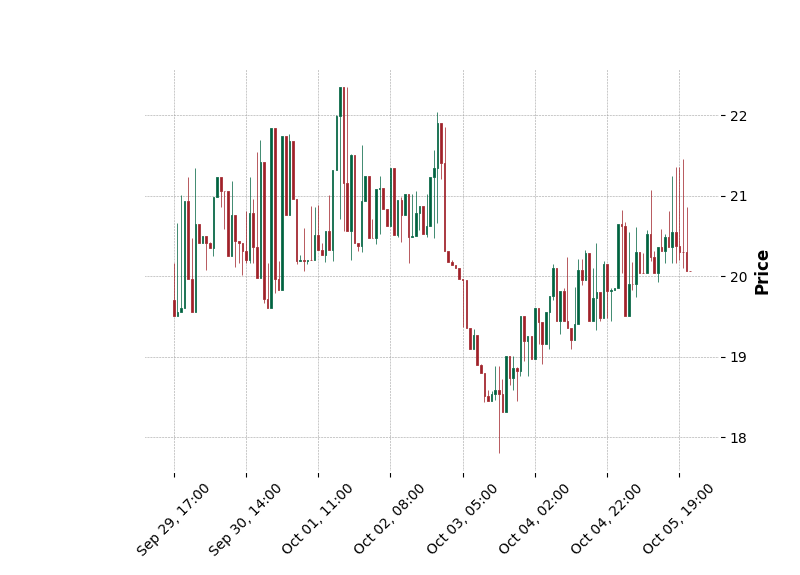 22
21
20
19
18
Price
Sep 29, 17:00
Sep 30, 14:00
Oct 01, 11:00
Oct 02, 08:00
Oct 03, 05:00
Oct 04, 02:00
Oct 04, 22:00
Oct 05, 19:00